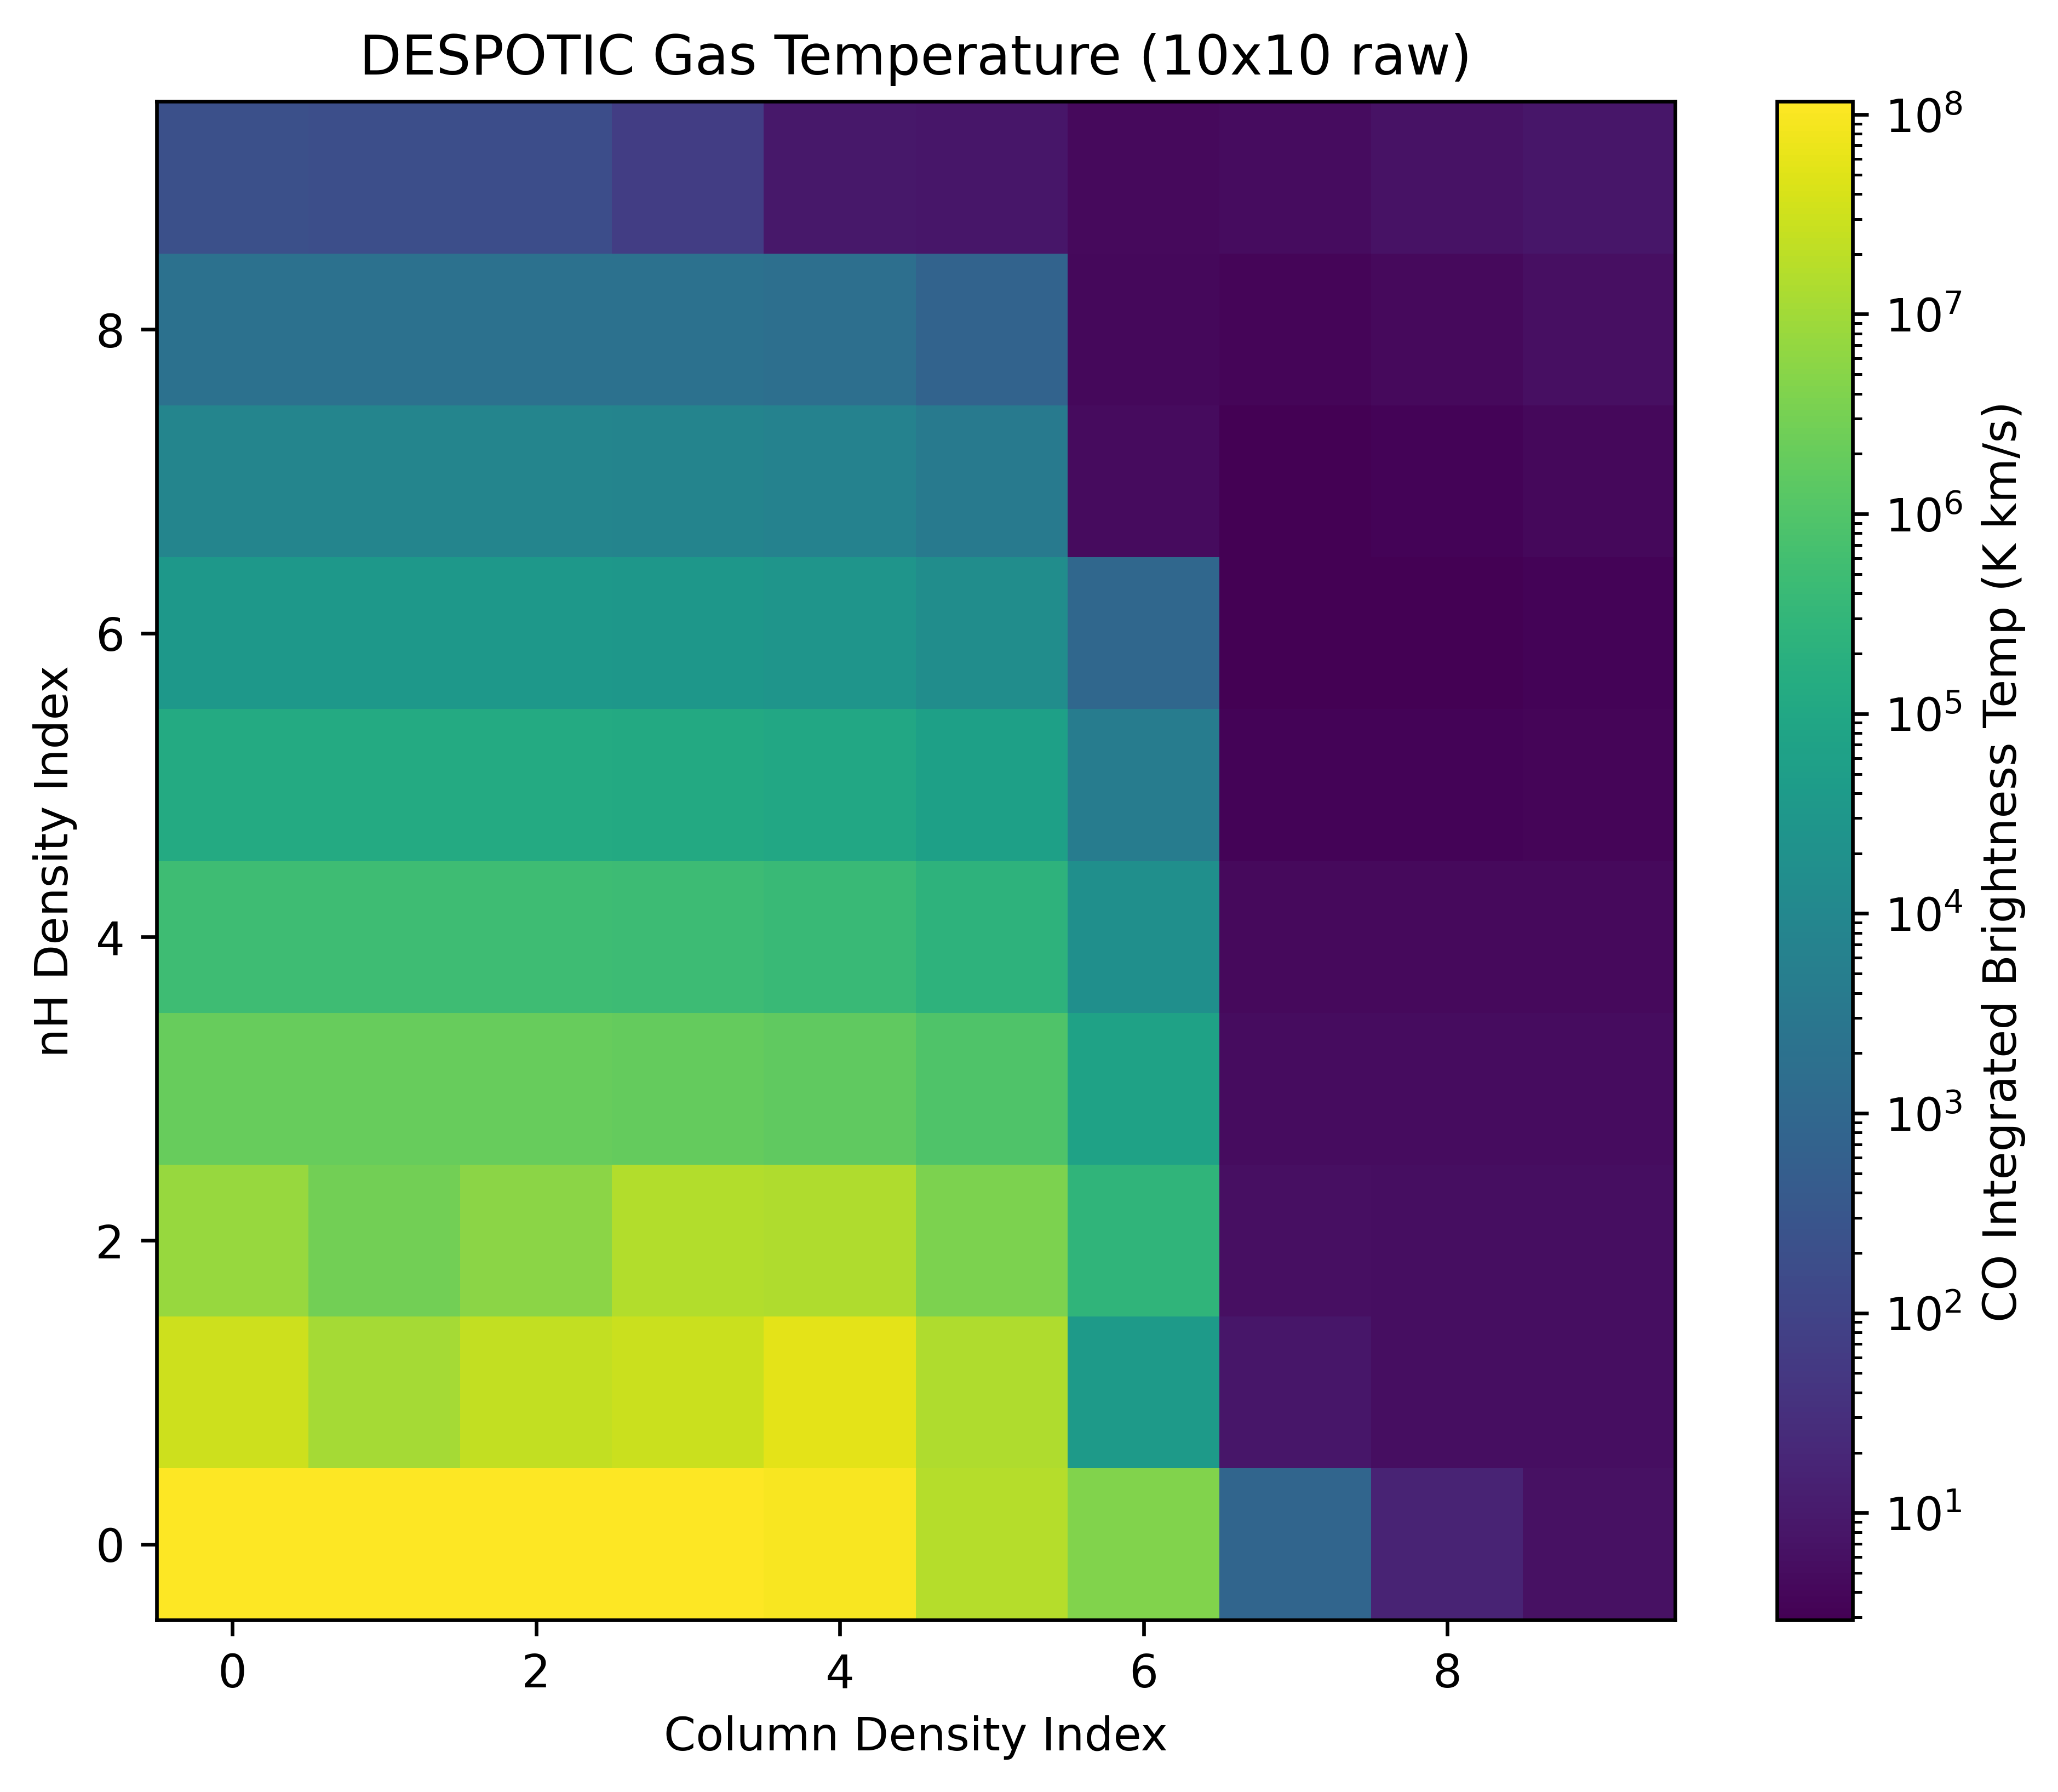 DESPOTIC Gas Temperature (10x10 raw)
nH Density Index
8
6
4
2
0
0 2 4 6 8
Column Density Index
10⁸
10⁷
10⁶
10⁵
10⁴
10³
10²
10¹
CO Integrated Brightness Temp (K km/s)